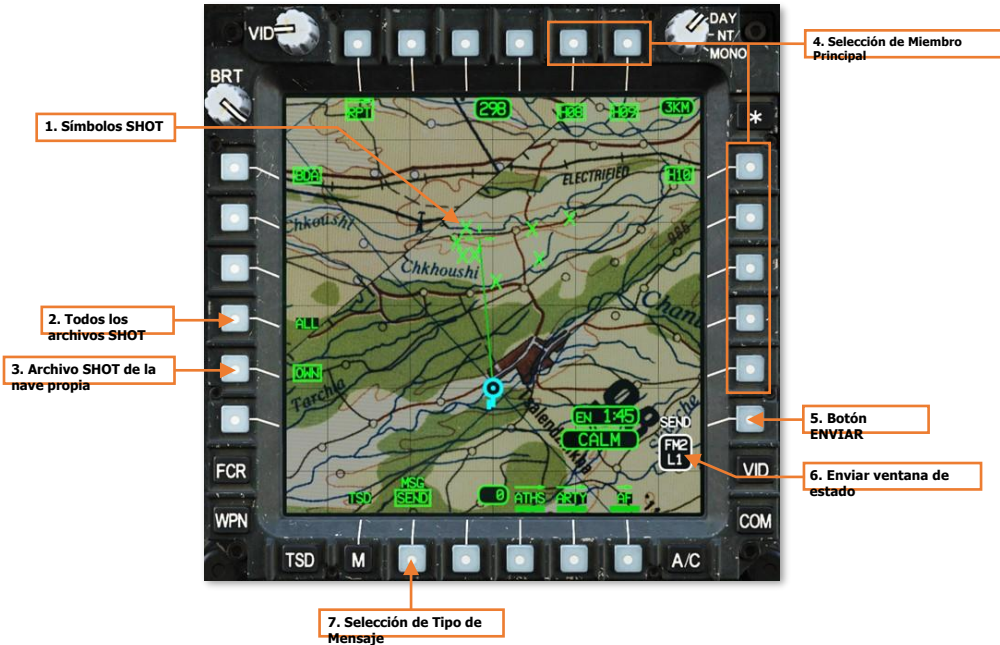 DAY
VID
NT
MONO
4. Selección de Miembro
Principal
BRT
RPT
298
H08
H09
3KM
*
1. Símbolos SHOT
BDA
ELECTRIFIED
H10
Chkoushi
Chkhoushi
ALL
2. Todos los
archivos SHOT
3. Archivo SHOT de la
nave propia
OWN
Tarchla
EN 1:45
SEND
CALM
FM2
L1
5. Botón
ENVIAR
6. Enviar ventana de
estado
FCR
VID
MSG
TSD
SEND
0
ATHS
ARTY
AF
WPN
COM
TSD
M
A/C
7. Selección de Tipo de
Mensaje